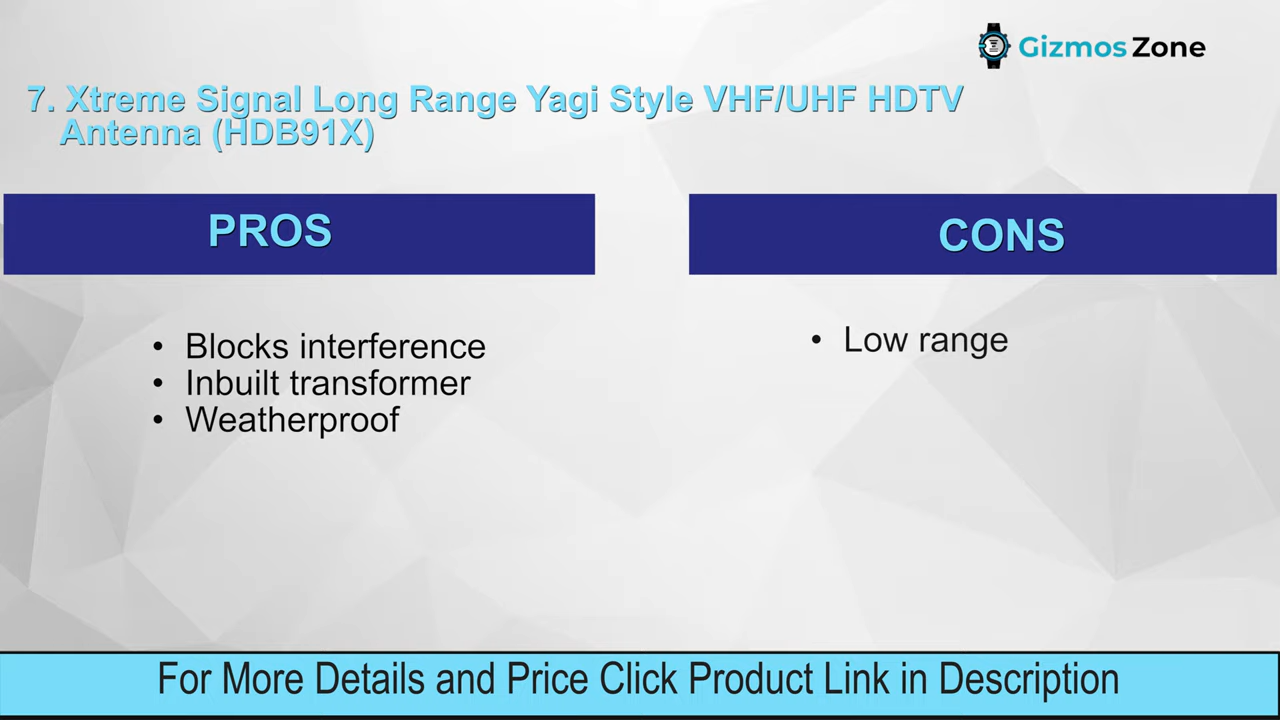 Gizmos Zone
7. Xtreme Signal Long Range Yagi Style VHF/UHF HDTV
Antenna (HDB91X)
PROS
CONS
• Blocks interference
• Inbuilt transformer
• Weatherproof
• Low range
For More Details and Price Click Product Link in Description